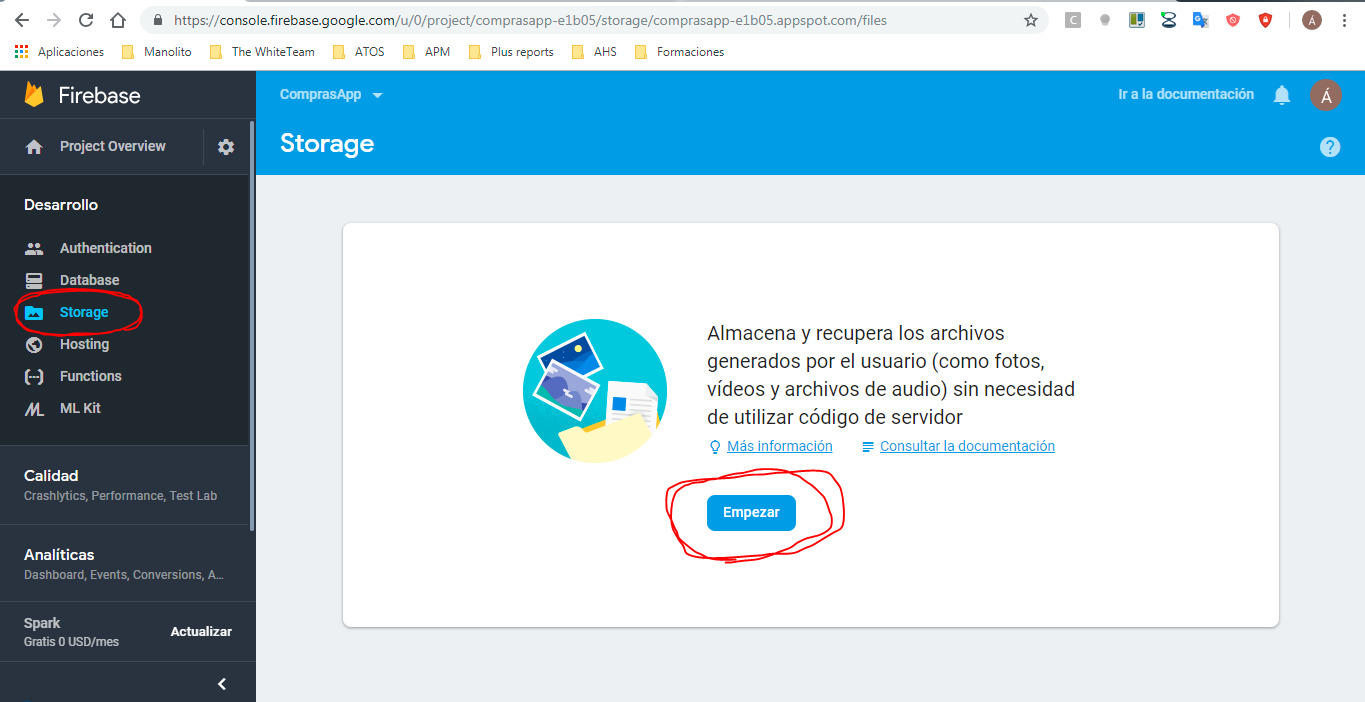 https://console.firebase.google.com/u/0/project/comprasapp-e1b05/storage/comprasapp-e1b05.appspot.com/files
Á
Aplicaciones
Manolito
The WhiteTeam
ATOS
APM
Plus reports
AHS
Formaciones
Firebase
ComprasApp
Ir a la documentación
Á
Project Overview
Storage
?
Desarrollo
Authentication
Database
Storage
Hosting
Functions
ML Kit
Almacena y recupera los archivos
generados por el usuario (como fotos,
vídeos y archivos de audio) sin necesidad
de utilizar código de servidor
Más información
Consultar la documentación
Empezar
Calidad
Crashlytics, Performance, Test Lab
Analíticas
Dashboard, Events, Conversions, A...
Spark
Gratis 0 USD/mes
Actualizar